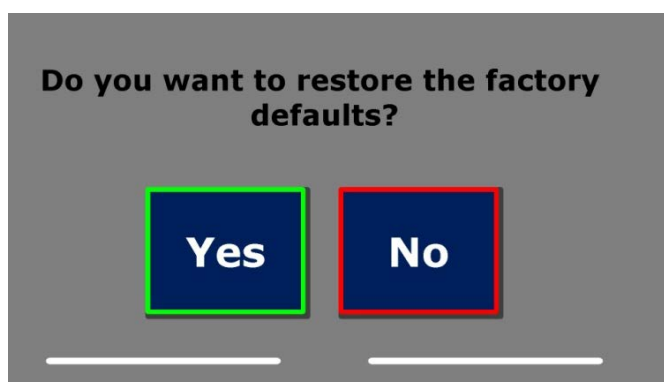 Do you want to restore the factory
defaults?
Yes No